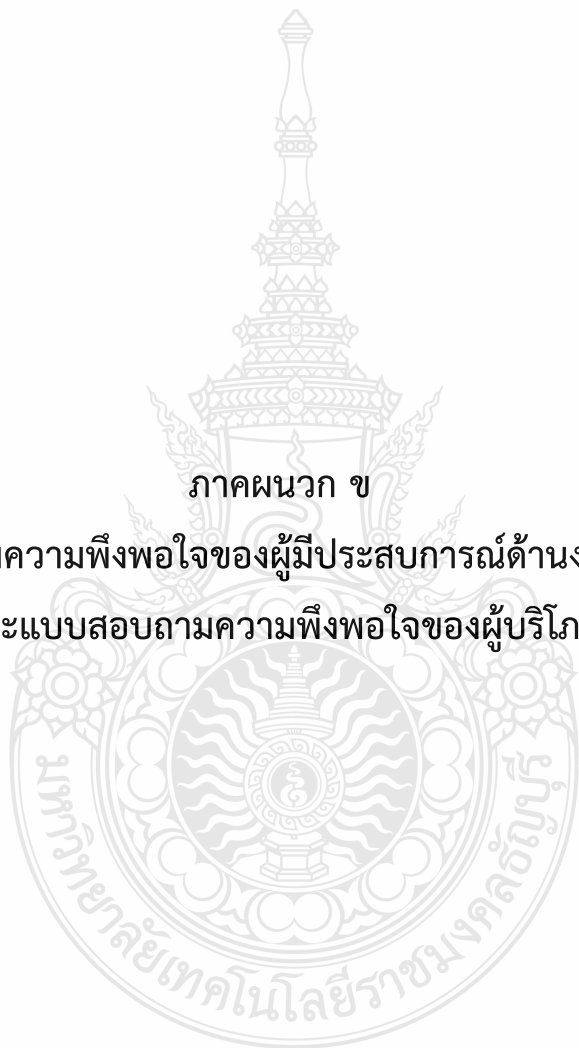 ภาคผนวก ข
ความพึงพอใจของผู้มีประสบการณ์ด้าน
แบบสอบถามความพึงพอใจของ
มหาวิทยาลัยเทคโนโลยีราชมงคลธัญบุรี